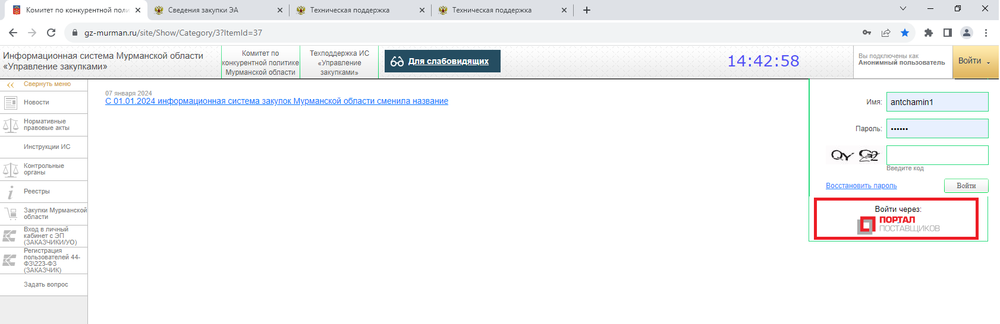 Комитет по конкурентной поли
Сведения закупки ЭА
Техническая поддержка
Техническая поддержка
gz-murman.ru/site/Show/Category/3?ItemId=37
Информационная система Мурманской области
«Управление закупками»
Комитет по
конкурентной политике
Мурманской области
Техподдержка ИС
«Управление
закупками»
Для слабовидящих
14:42:58
Вы подключены как
Анонимный пользователь
Войти
Свернуть меню
Новости
Нормативные
правовые акты
Инструкции ИС
Контрольные
органы
Реестры
Закупки Мурманской
области
Вход в личный
кабинет с ЭП
(ЗАКАЗЧИКИ/УО)
Регистрация
пользователей 44-
ФЗ\223-ФЗ
(ЗАКАЗЧИК)
Задать вопрос
07 января 2024
С 01.01.2024 информационная система закупок Мурманской области сменила название
Имя:
antchamin1
Пароль:
••••••
Введите код
Восстановить пароль
Войти
Войти через:
ПОРТАЛ
ПОСТАВЩИКОВ